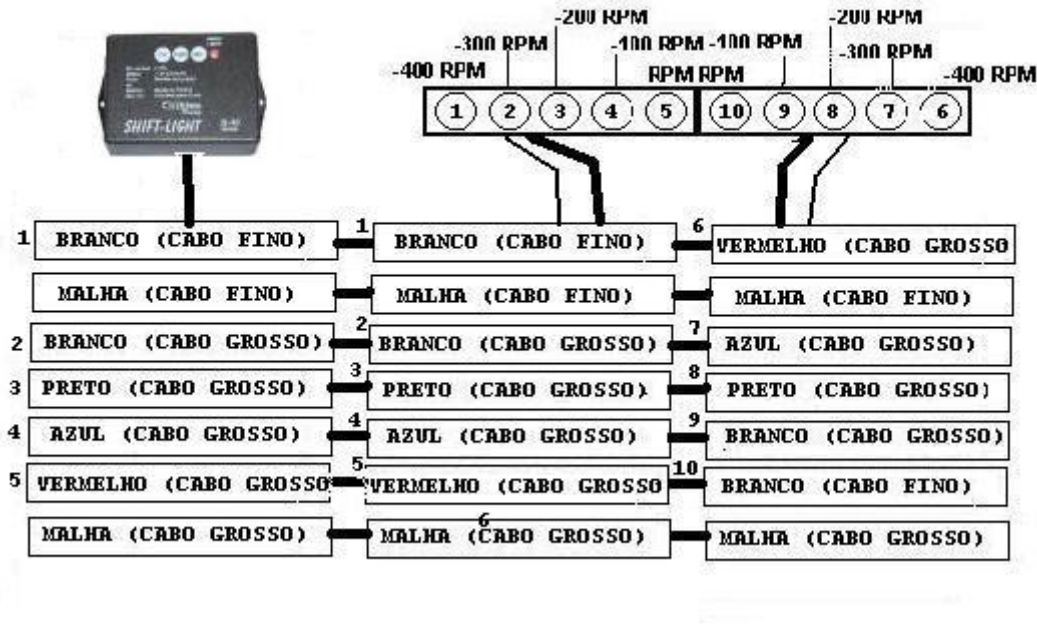 -200 RPM -200 RPM
-300 RPM -100 RPM -100 RPM -300 RPM
-400 RPM RPM RPM -400 RPM
1 2 3 4 5 10 9 8 7 6
SHIFT-LIGHT
1 BRANCO (CABO FINO) 1 BRANCO (CABO FINO) 6 VERMELHO (CABO GROSSO
MALHA (CABO FINO) MALHA (CABO FINO) MALHA (CABO FINO)
2 BRANCO (CABO GROSSO) 2 BRANCO (CABO GROSSO) 7 AZUL (CABO GROSSO)
3 PRETO (CABO GROSSO) 3 PRETO (CABO GROSSO) 8 PRETO (CABO GROSSO)
4 AZUL (CABO GROSSO) 4 AZUL (CABO GROSSO) 9 BRANCO (CABO GROSSO)
5 VERMELHO (CABO GROSSO 5 VERMELHO (CABO GROSSO 10 BRANCO (CABO FINO)
MALHA (CABO GROSSO) 6 MALHA (CABO GROSSO) MALHA (CABO GROSSO)